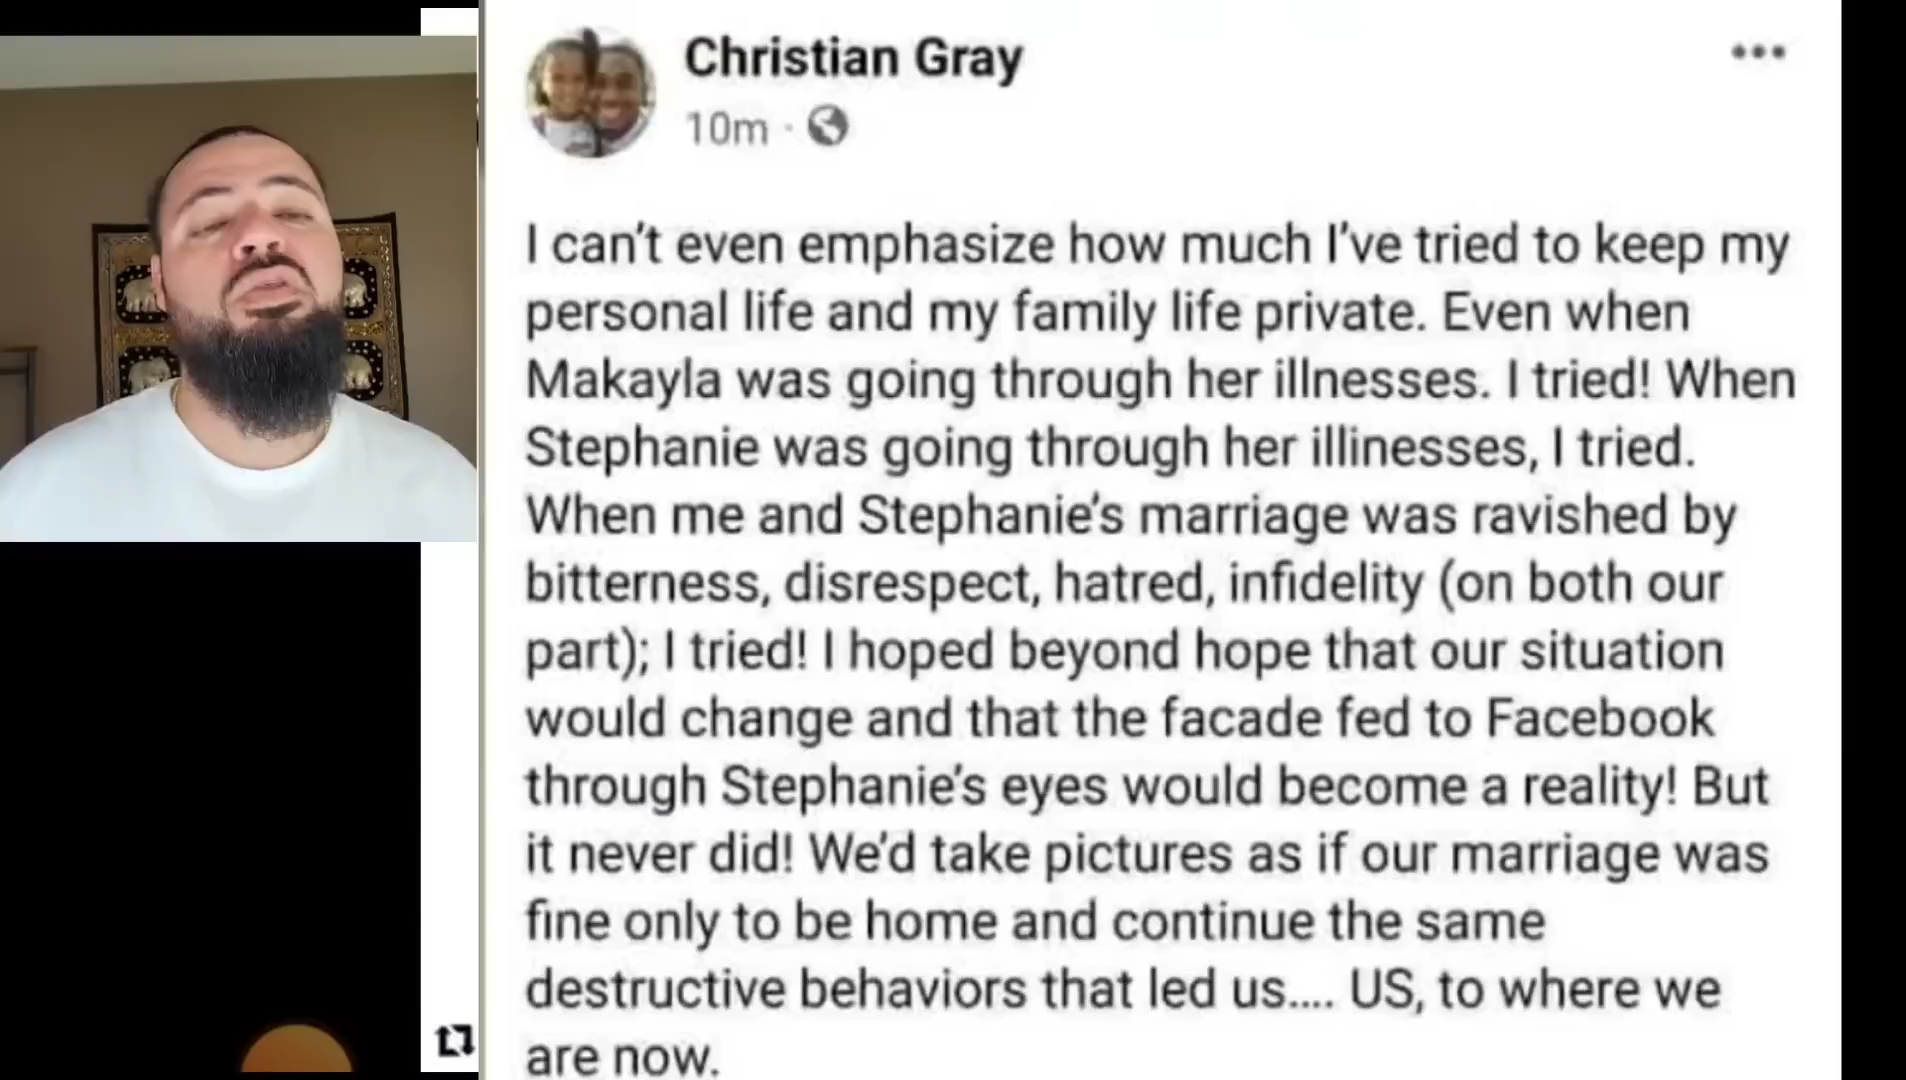 Christian Gray
10m ·
I can't even emphasize how much I've tried to keep my
personal life and my family life private. Even when
Makayla was going through her illnesses. I tried! When
Stephanie was going through her illinesses, I tried.
When me and Stephanie's marriage was ravished by
bitterness, disrespect, hatred, infidelity (on both our
part); I tried! I hoped beyond hope that our situation
would change and that the facade fed to Facebook
through Stephanie's eyes would become a reality! But
it never did! We'd take pictures as if our marriage was
fine only to be home and continue the same
destructive behaviors that led us.... US, to where we
are now.